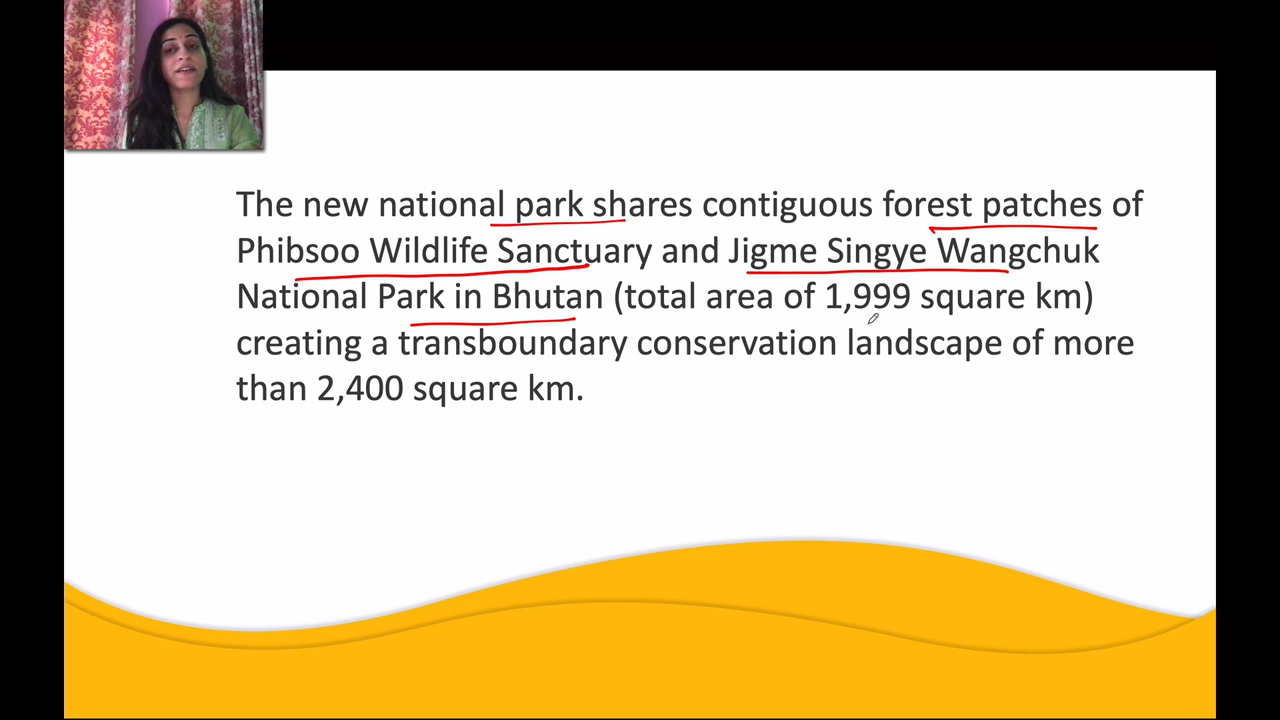 The new national park shares contiguous forest patches of
Phibsoo Wildlife Sanctuary and Jigme Singye Wangchuk
National Park in Bhutan (total area of 1,999 square km)
creating a transboundary conservation landscape of more
than 2,400 square km.